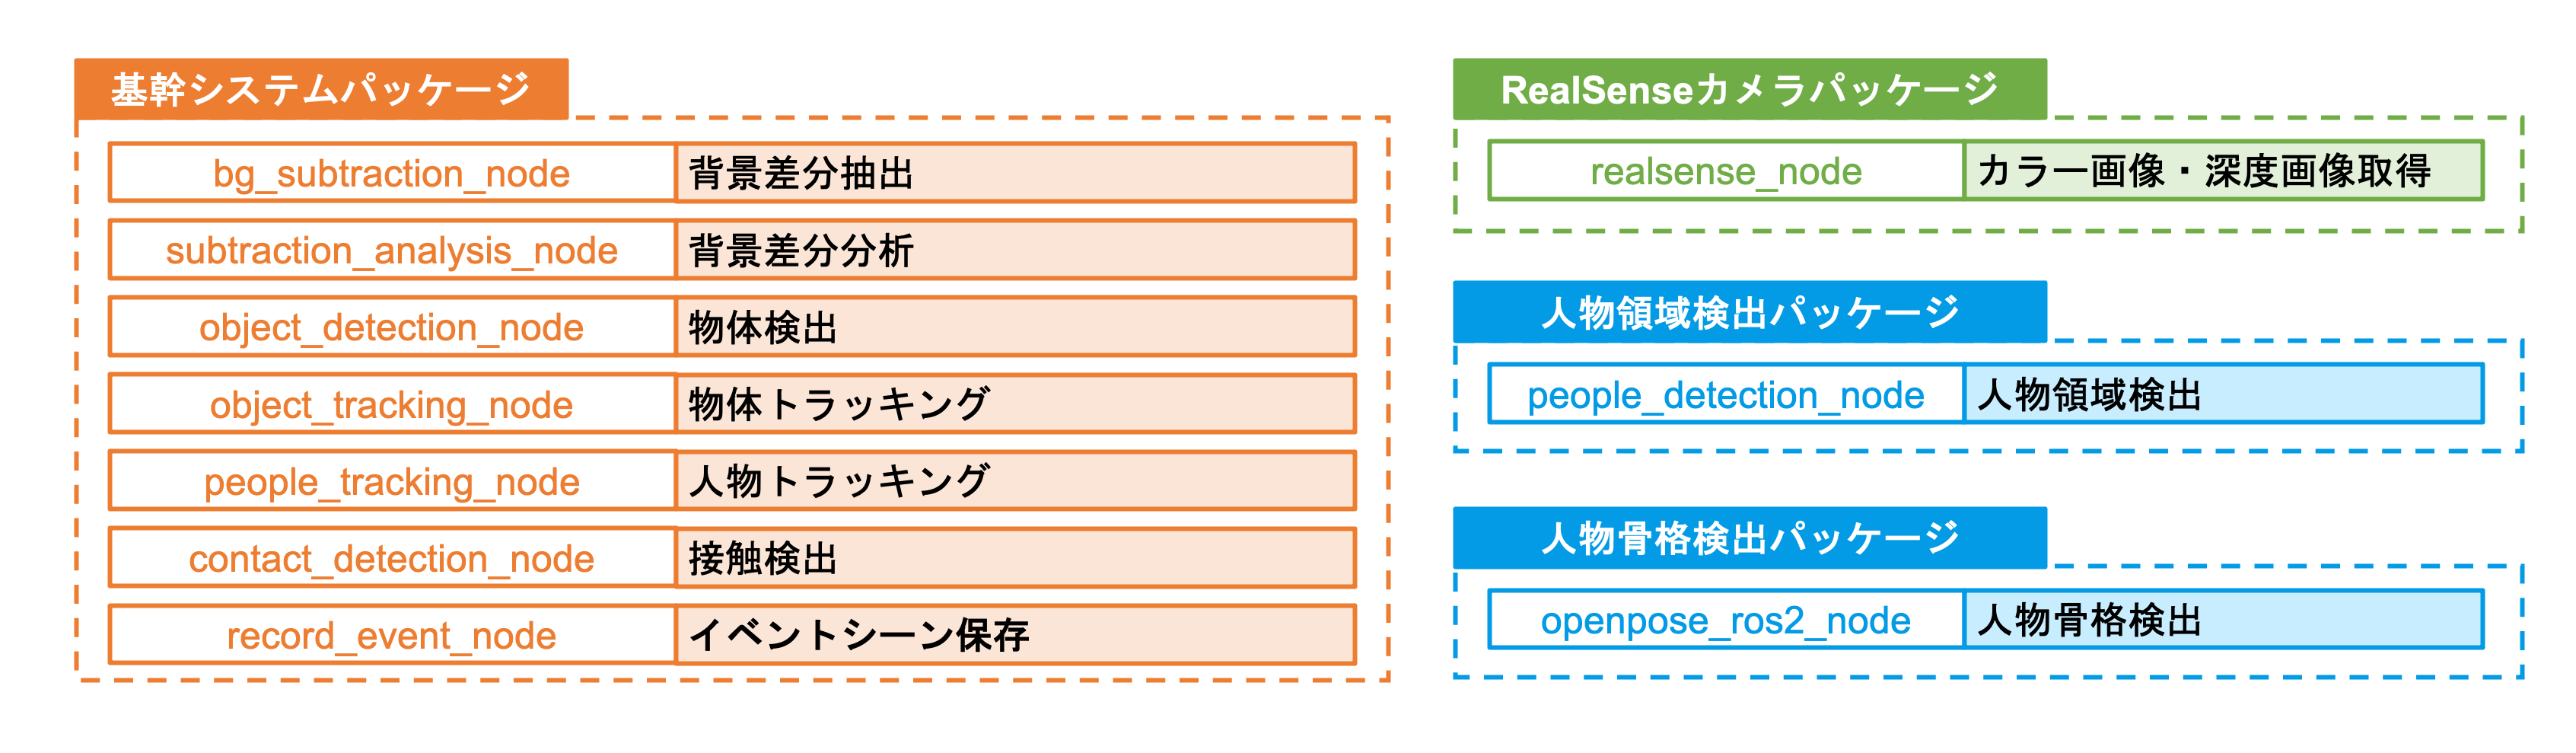 基幹システムパッケージ
bg_subtraction_node 背景差分抽出
subtraction_analysis_node 背景差分分析
object_detection_node 物体検出
object_tracking_node 物体トラッキング
people_tracking_node 人物トラッキング
contact_detection_node 接触検出
record_event_node イベントシーン保存
RealSenseカメラパッケージ
realsense_node カラー画像・深度画像取得
人物領域検出パッケージ
people_detection_node 人物領域検出
人物骨格検出パッケージ
openpose_ros2_node 人物骨格検出